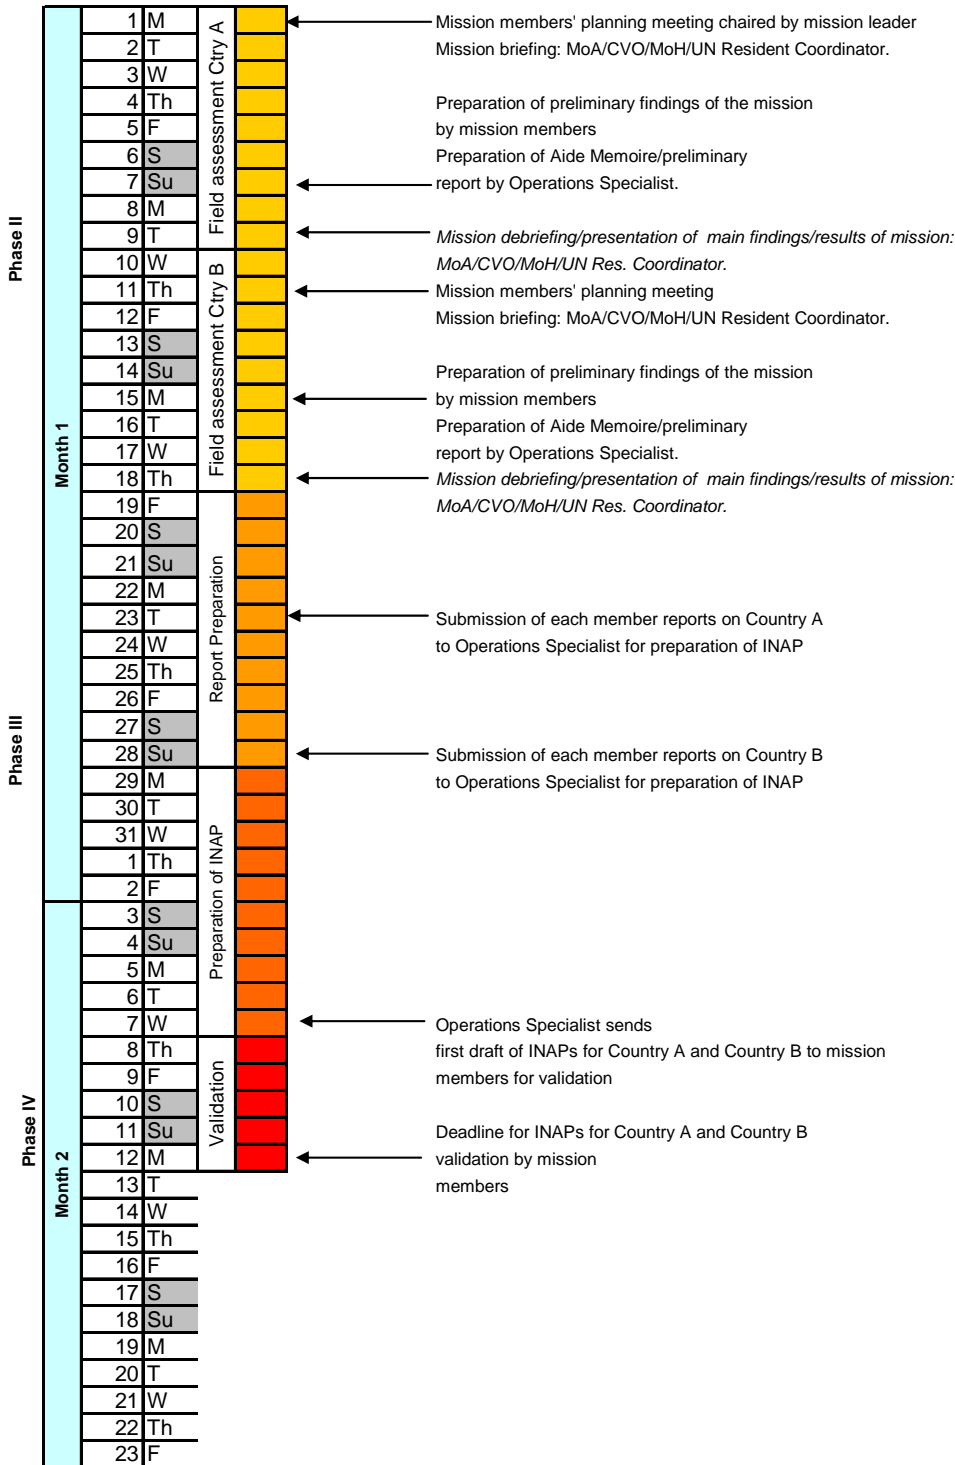 Phase II
Phase III
Phase IV
Month 1
Month 2
Field assessment Ctry A
Field assessment Ctry B
Report Preparation
Preparation of INAP
Validation
1 M
2 T
3 W
4 Th
5 F
6 S
7 Su
8 M
9 T
10 W
11 Th
12 F
13 S
14 Su
15 M
16 T
17 W
18 Th
19 F
20 S
21 Su
22 M
23 T
24 W
25 Th
26 F
27 S
28 Su
29 M
30 T
31 W
1 Th
2 F
3 S
4 Su
5 M
6 T
7 W
8 Th
9 F
10 S
11 Su
12 M
13 T
14 W
15 Th
16 F
17 S
18 Su
19 M
20 T
21 W
22 Th
23 F
Mission members' planning meeting chaired by mission leader
Mission briefing: MoA/CVO/MoH/UN Resident Coordinator.
Preparation of preliminary findings of the mission
by mission members
Preparation of Aide Memoire/preliminary
report by Operations Specialist.
Mission debriefing/presentation of main findings/results of mission:
MoA/CVO/MoH/UN Res. Coordinator.
Mission members' planning meeting
Mission briefing: MoA/CVO/MoH/UN Resident Coordinator.
Preparation of preliminary findings of the mission
by mission members
Preparation of Aide Memoire/preliminary
report by Operations Specialist.
Mission debriefing/presentation of main findings/results of mission:
MoA/CVO/MoH/UN Res. Coordinator.
Submission of each member reports on Country A
to Operations Specialist for preparation of INAP
Submission of each member reports on Country B
to Operations Specialist for preparation of INAP
Operations Specialist sends
first draft of INAPs for Country A and Country B to mission
members for validation
Deadline for INAPs for Country A and Country B
validation by mission
members